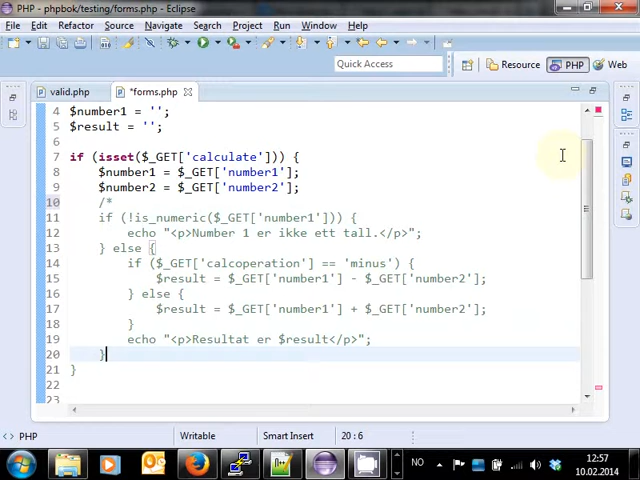 PHP - phpbok/testing/forms.php - Eclipse
File Edit Refactor Source Navigate Search Project Run Window Help
Quick Access
Resource PHP Web
valid.php *forms.php
4 $number1 = '';
5 $result = '';
6
7 if (isset($_GET['calculate'])) {
8 $number1 = $_GET['number1'];
9 $number2 = $_GET['number2'];
10 /*
11 if (!is_numeric($_GET['number1'])) {
12 echo "<p>Number 1 er ikke ett tall.</p>";
13 } else {
14 if ($_GET['calcoperation'] == 'minus') {
15 $result = $_GET['number1'] - $_GET['number2'];
16 } else {
17 $result = $_GET['number1'] + $_GET['number2'];
18 }
19 echo "<p>Resultat er $result</p>";
20 }
21 }
22
23
PHP Writable Smart Insert 20 : 6
NO 12:57
10.02.2014